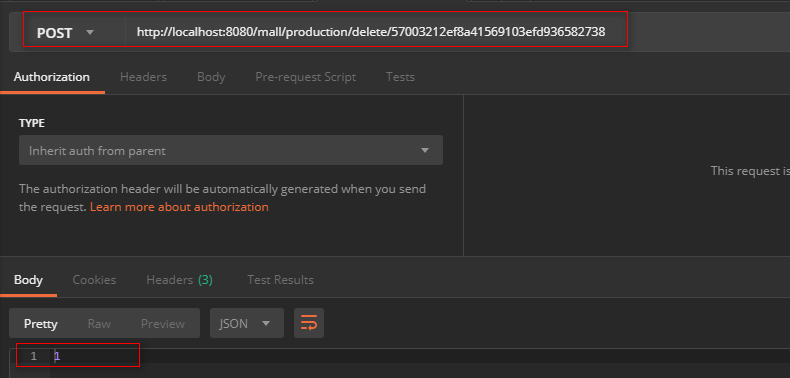 POST http://localhost:8080/mall/production/delete/57003212ef8a41569103efd936582738
Authorization Headers Body Pre-request Script Tests
TYPE
Inherit auth from parent
The authorization header will be automatically generated when you send
the request. Learn more about authorization
This request is
Body Cookies Headers (3) Test Results
Pretty Raw Preview JSON
1 1